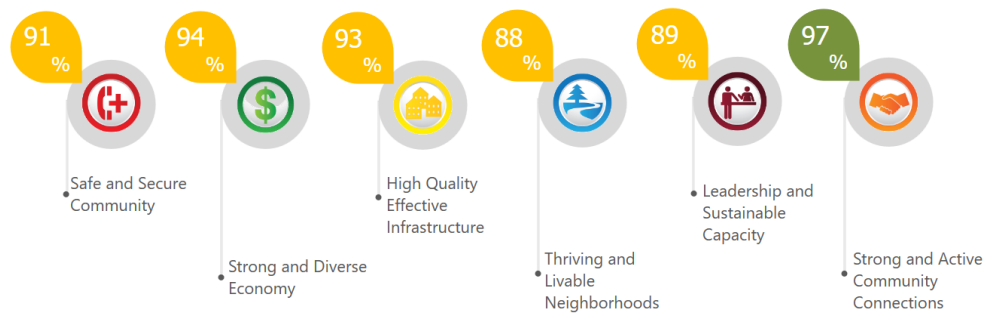 91
%
94
%
93
%
88
%
89
%
97
%
Safe and Secure
Community
Strong and Diverse
Economy
High Quality
Effective
Infrastructure
Thriving and
Livable
Neighborhoods
Leadership and
Sustainable
Capacity
Strong and Active
Community
Connections